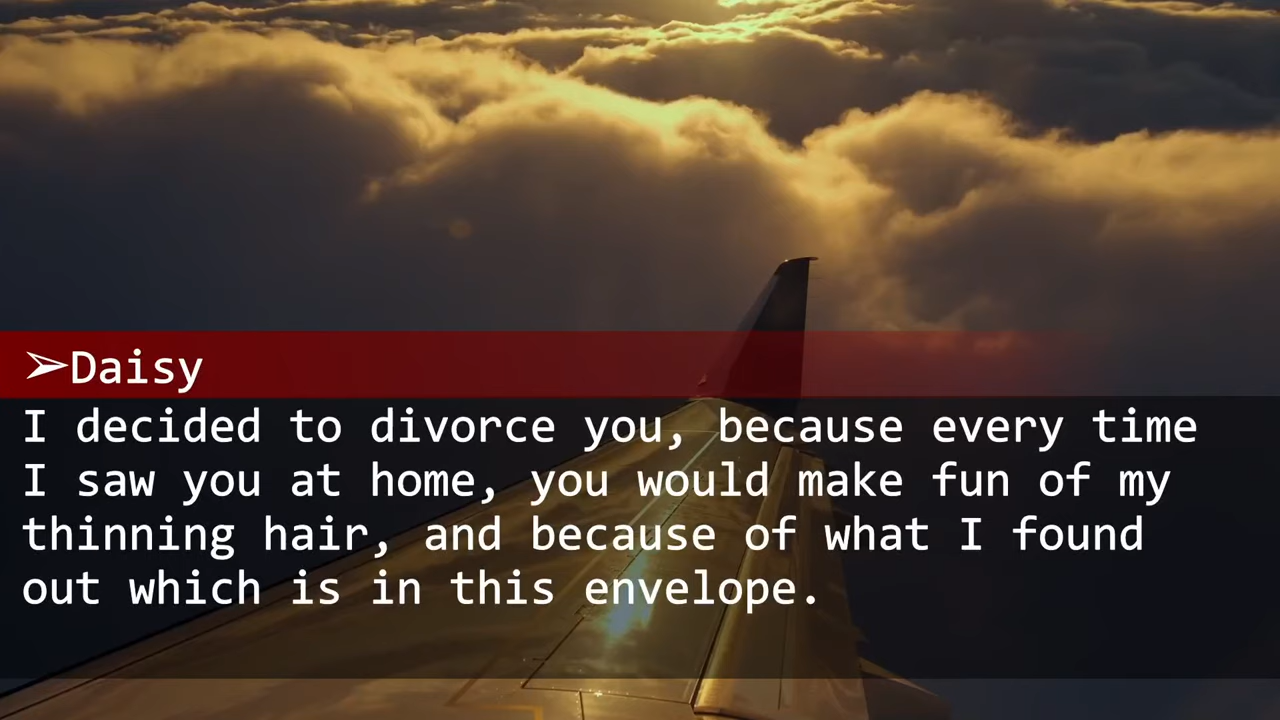 ➢Daisy
I decided to divorce you, because every time
I saw you at home, you would make fun of my
thinning hair, and because of what I found
out which is in this envelope.